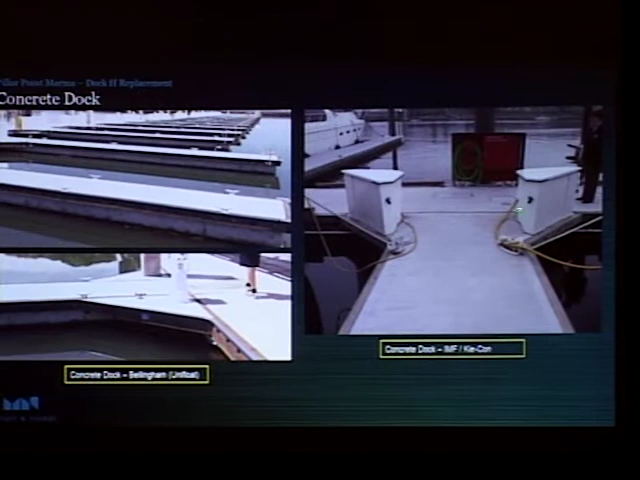 Pillar Point Marina – Dock H Replacement
Concrete Dock
Concrete Dock – IMF / Kie-Con
Concrete Dock – Bellingham (Unifloat)